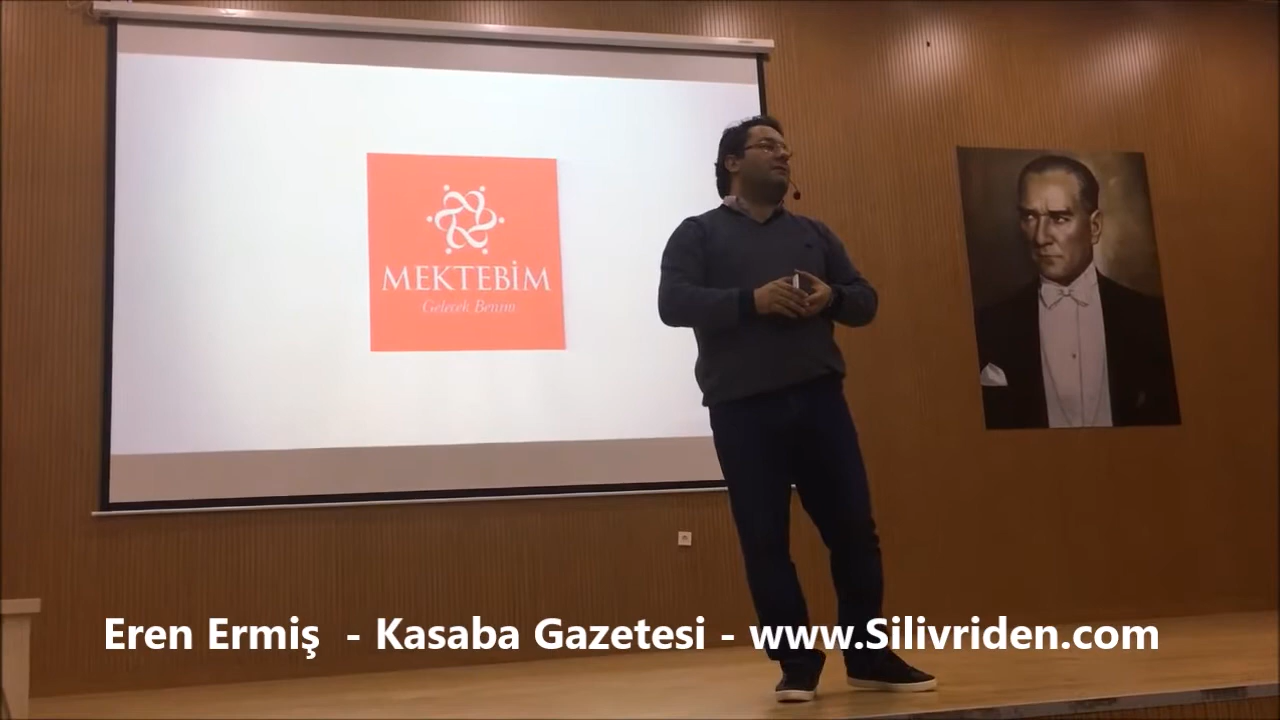 MEKTEBİM
Gelecek Benim
Eren Ermiş - Kasaba Gazetesi - www.Silivriden.com